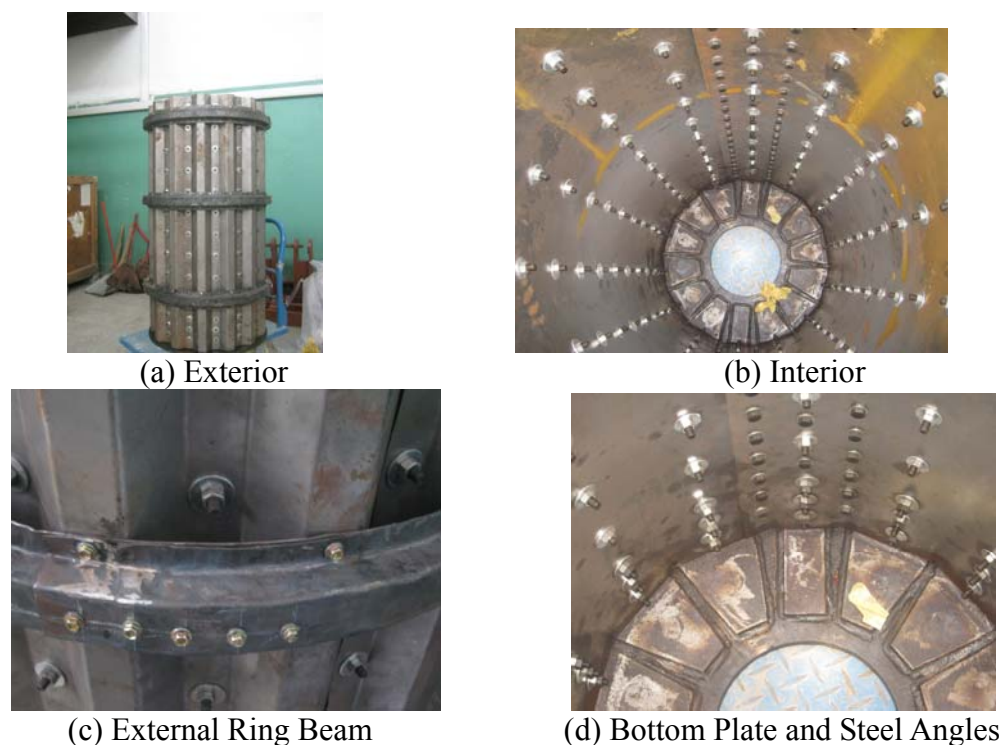 (a) Exterior
(b) Interior
(c) External Ring Beam
(d) Bottom Plate and Steel Angles